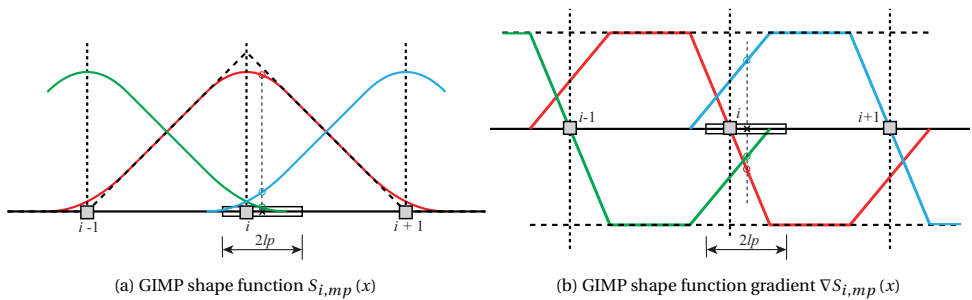 i -1
i
i + 1
2lp
(a) GIMP shape function S_{i,mp}(x)
i-1
i
i+1
2lp
(b) GIMP shape function gradient ∇S_{i,mp}(x)